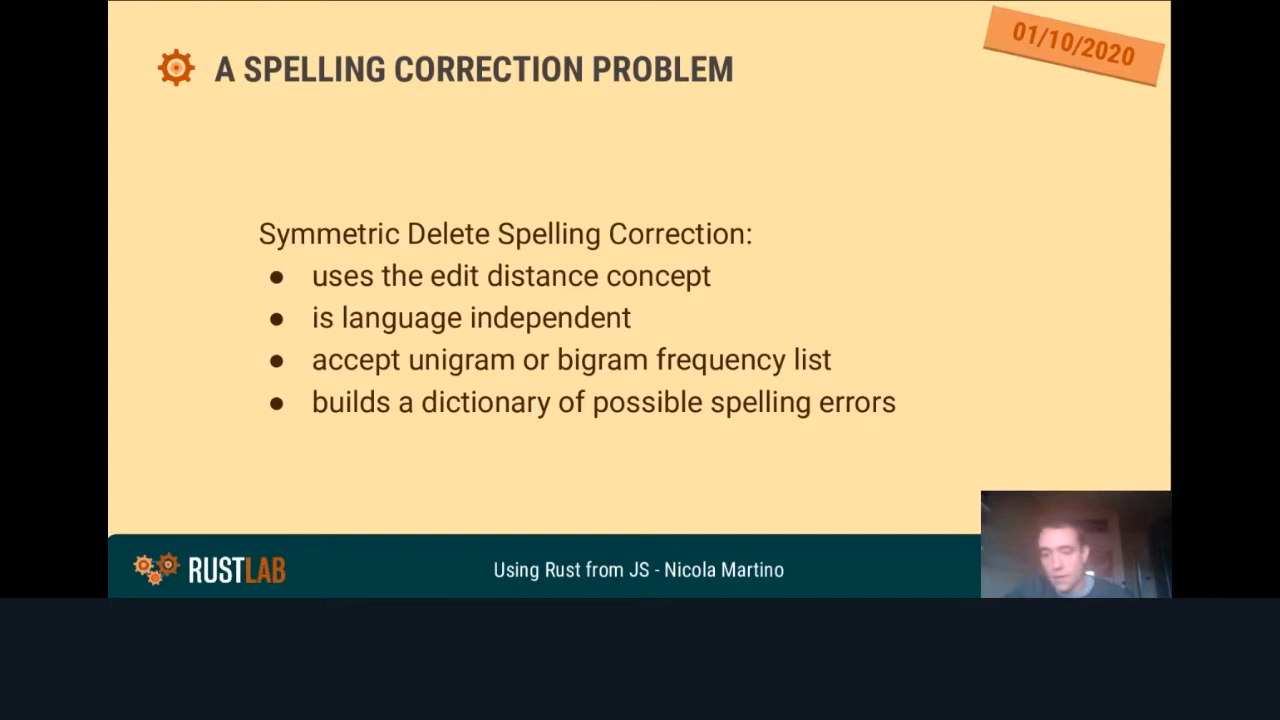 01/10/2020
A SPELLING CORRECTION PROBLEM
Symmetric Delete Spelling Correction:
● uses the edit distance concept
● is language independent
● accept unigram or bigram frequency list
● builds a dictionary of possible spelling errors
RUSTLAB
Using Rust from JS - Nicola Martino